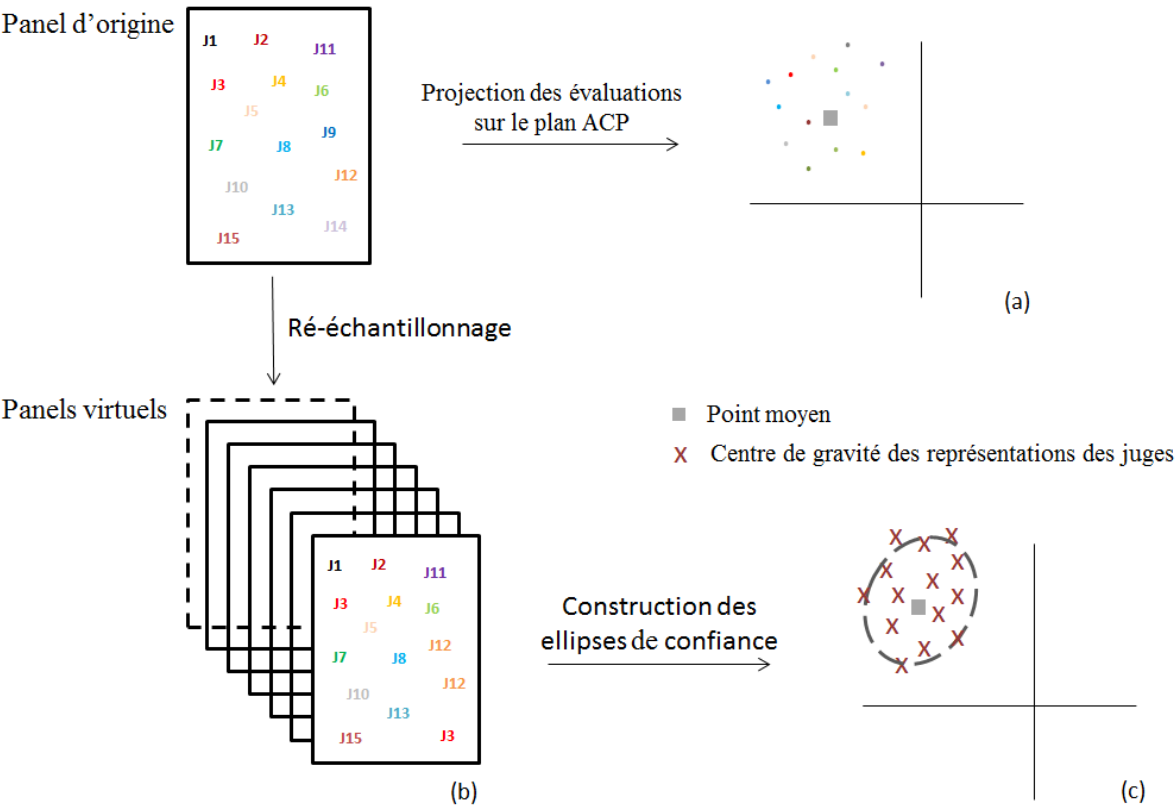 Panel d'origine
J1 J2 J11
J3 J4 J6
J5
J9
J7 J8
J12
J10
J13
J14
J15
Projection des évaluations
sur le plan ACP
(a)
Ré-échantillonnage
Panels virtuels
J1 J2 J11
J3 J4 J6
J5
J12
J7 J8
J12
J10
J13
J15 J3
(b)
Point moyen
X Centre de gravité des représentations des juges
Construction des
ellipses de confiance
X X X
X X
X X X X
X X
X X X
X
(c)